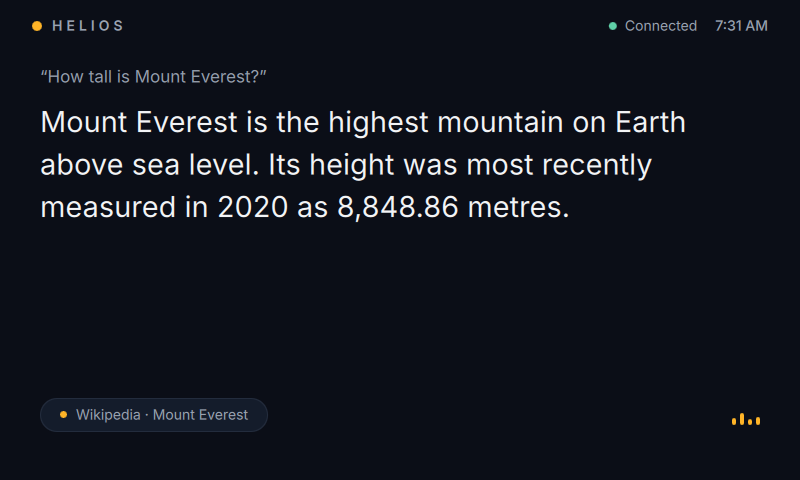 HELIOS
Connected 7:31 AM
“How tall is Mount Everest?”
Mount Everest is the highest mountain on Earth
above sea level. Its height was most recently
measured in 2020 as 8,848.86 metres.
Wikipedia · Mount Everest